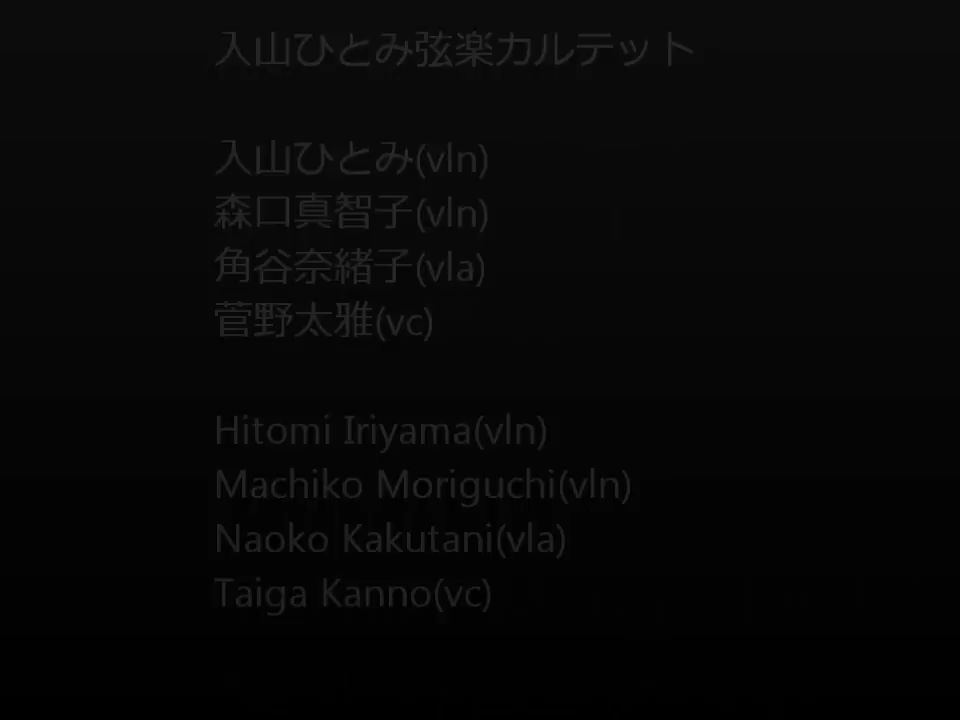 入山ひとみ弦楽カルテット
入山ひとみ(vln)
森口真智子(vln)
角谷奈緒子(vla)
菅野太雅(vc)
Hitomi Iriyama(vln)
Machiko Moriguchi(vln)
Naoko Kakutani(vla)
Taiga Kanno(vc)